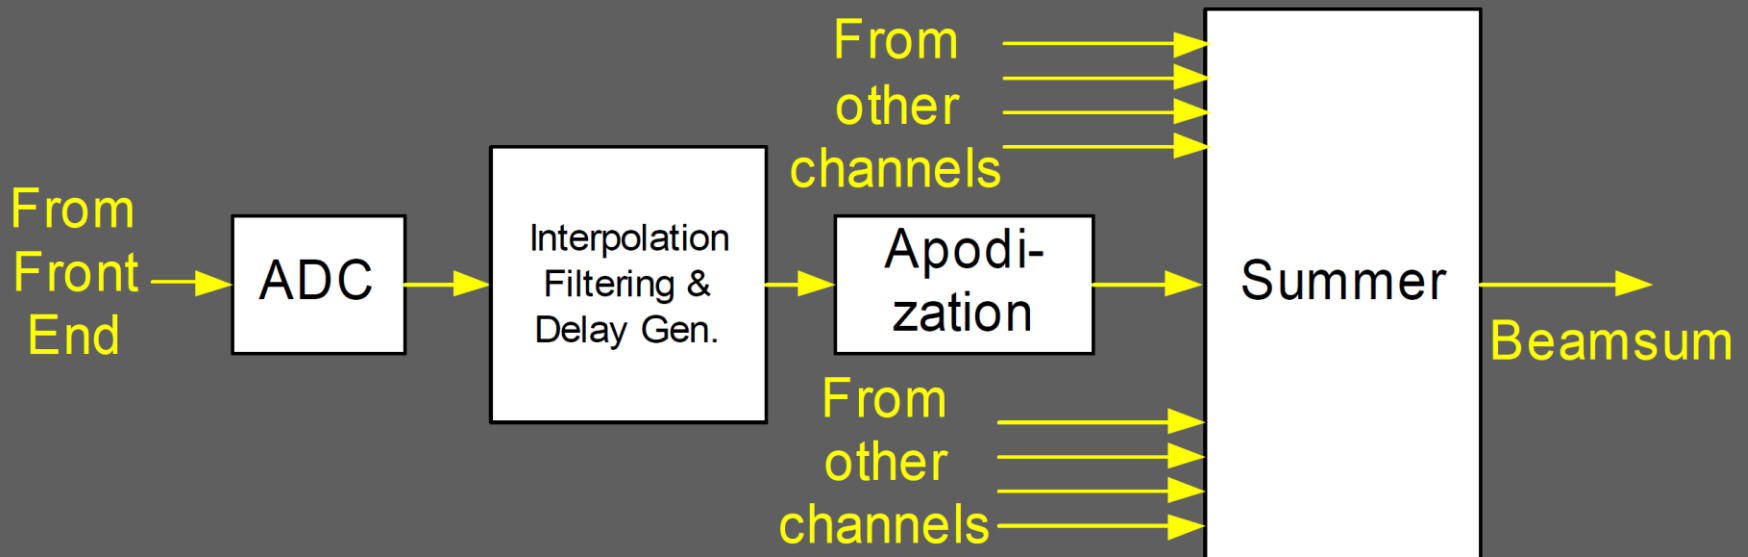 From
Front
End
ADC
Interpolation
Filtering &
Delay Gen.
Apodi-
zation
From
other
channels
From
other
channels
Summer
Beamsum